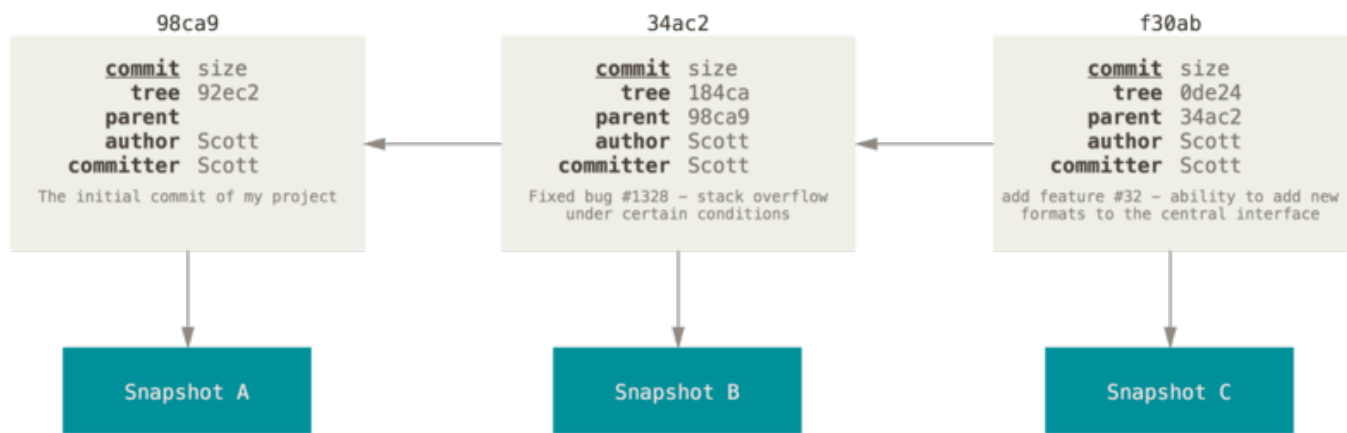 98ca9
commit size
tree 92ec2
parent
author Scott
committer Scott
The initial commit of my project
Snapshot A
34ac2
commit size
tree 184ca
parent 98ca9
author Scott
committer Scott
Fixed bug #1328 – stack overflow
under certain conditions
Snapshot B
f30ab
commit size
tree 0de24
parent 34ac2
author Scott
committer Scott
add feature #32 – ability to add new
formats to the central interface
Snapshot C